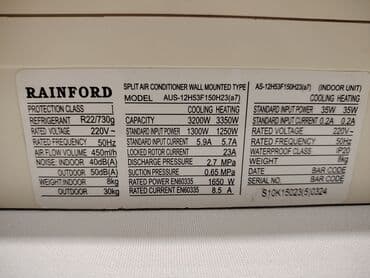 RAINFORD
PROTECTION CLASS I
REFRIGERANT R22/730g
RATED VOLTAGE 220V~
RATED FREQUENCY 50Hz
AIR.FLOW VOLUME 450m³/h
NOISE: INDOOR 40dB(A)
OUTDOOR 50dB(A)
WEIGHT: INDOOR 8kg
OUTDOOR 30kg
SPLIT AIR CONDITIONER WALL MOUNTED TYPE
MODEL AUS-12H53F150H23(a7)
COOLING HEATING
CAPACITY 3200W 3350W
STANDARD INPUT POWER 1300W 1250W
STANDARD INPUT CURRENT 5.9A 5.7A
LOCKED ROTOR CURRENT 23A
DISCHARGE PRESSURE 2.7 MPa
SUCTION PRESSURE 0.65 MPa
RATED POWER EN60335 1650 W
RATED CURRENT EN60335 8.5 A
AS-12H53F150H23(a7) (INDOOR UNIT)
COOLING HEATING
STANDARD INPUT POWER 35W 35W
STANDARD INPUT CURRENT 0.2A 0.2A
RATED VOLTAGE 220V~
RATED FREQUENCY 50Hz
WATERPROOF CLASS IP20
WEIGHT 8kg
DATE BAR CODE
SERIAL NO. BAR CODE
S10K15023(5)0324